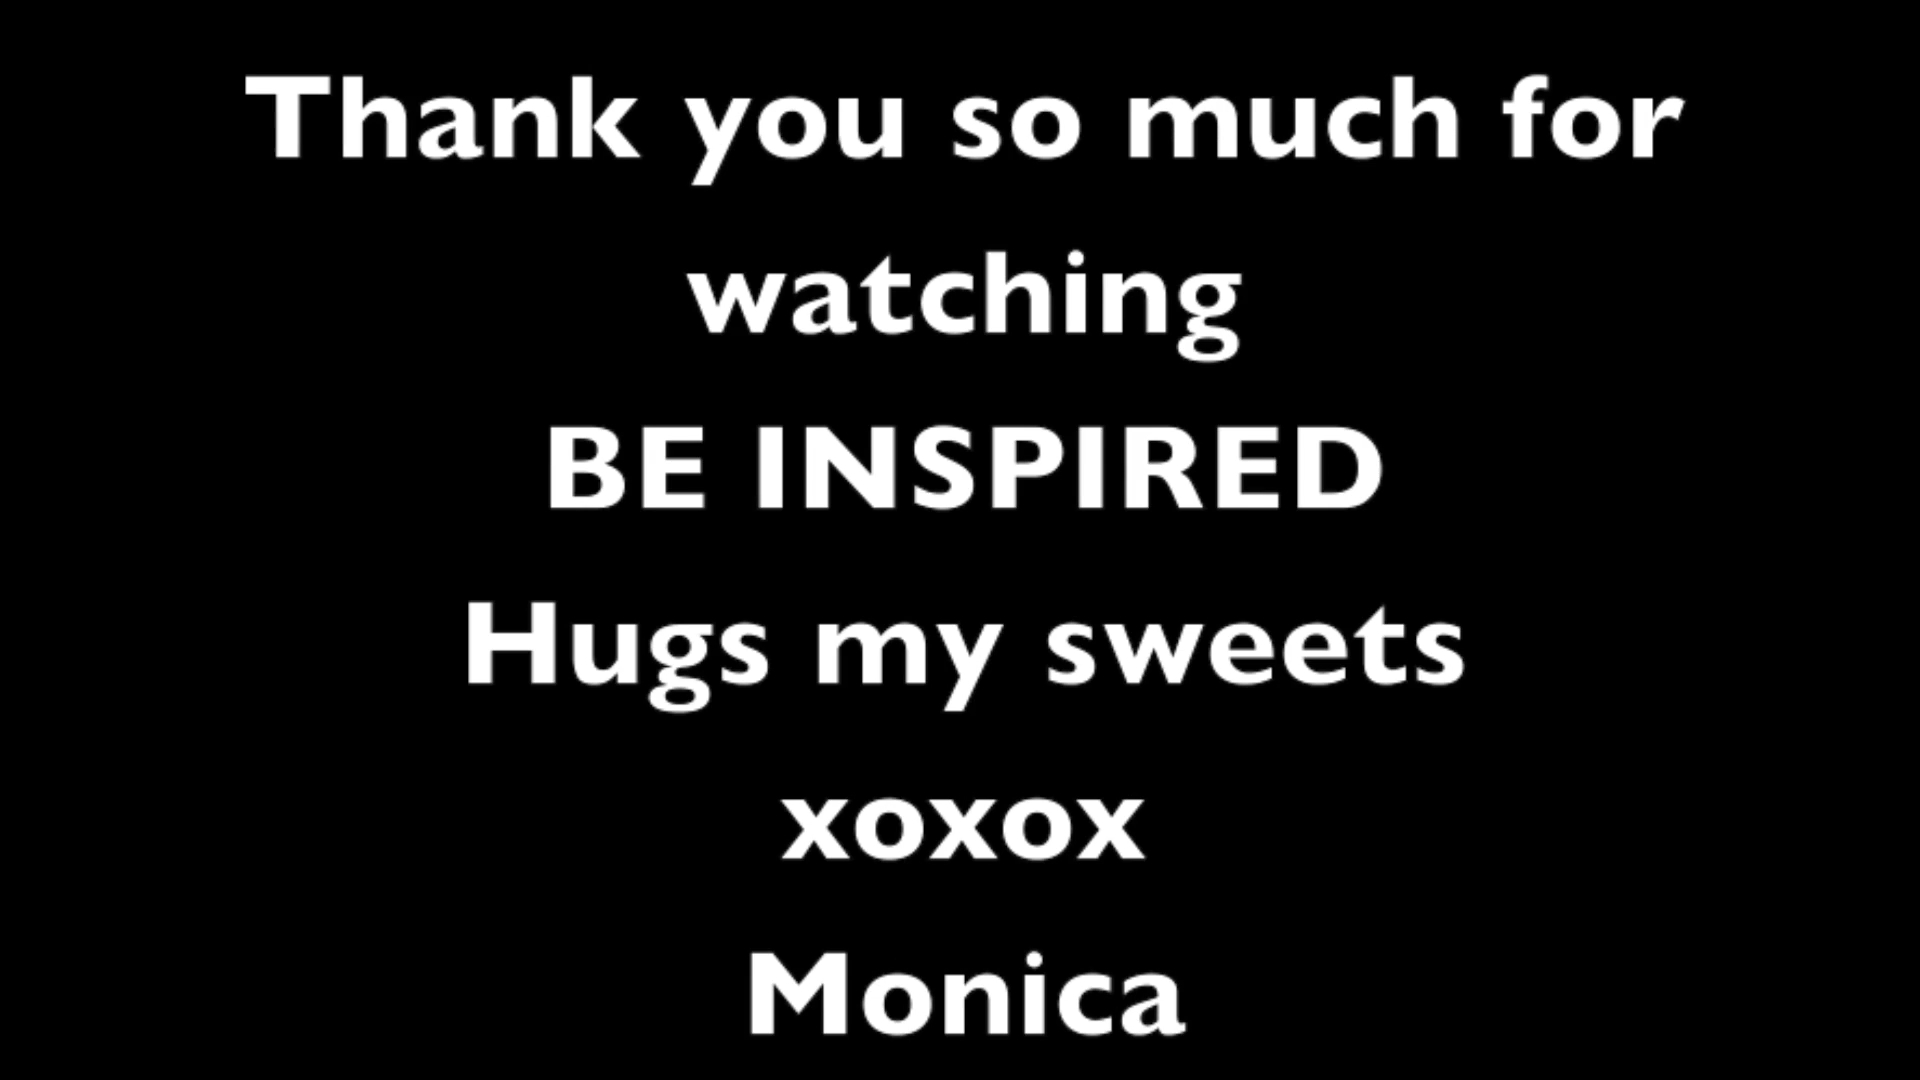 Thank you so much for
watching
BE INSPIRED
Hugs my sweets
xoxox
Monica